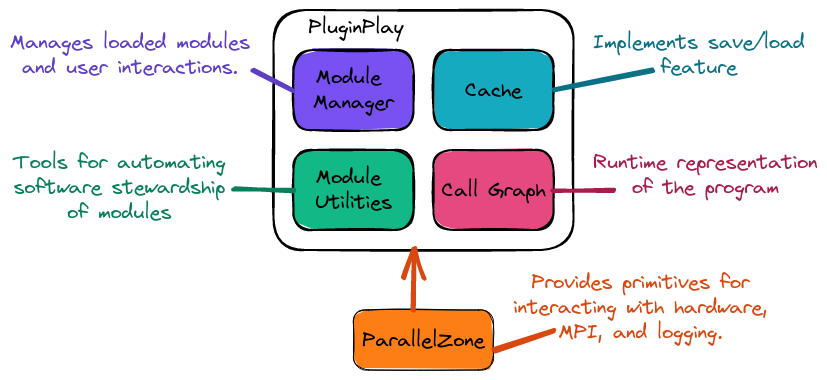 PluginPlay
Manages loaded modules
and user interactions.
Module
Manager
Cache
Implements save/load
feature
Tools for automating
software stewardship
of modules
Module
Utilities
Call Graph
Runtime representation
of the program
Provides primitives for
interacting with hardware,
MPI, and logging.
ParallelZone